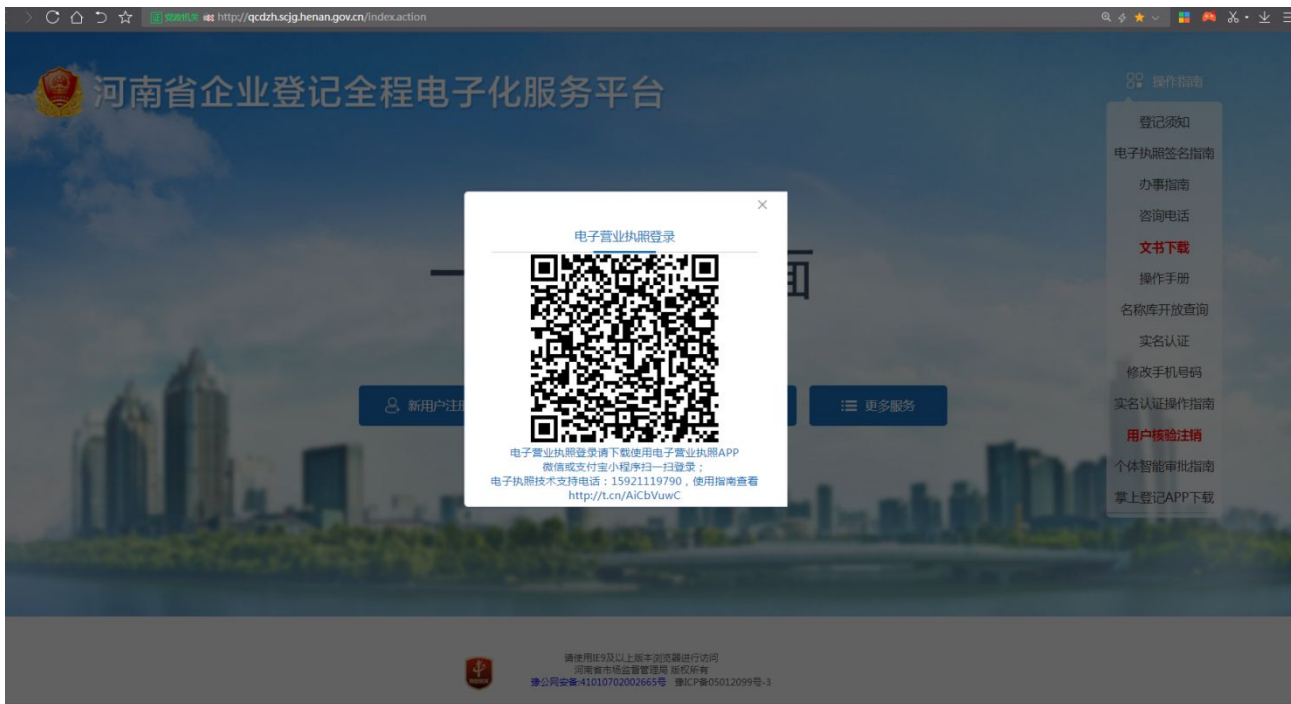 党政机关 http://qcdzh.scjg.henan.gov.cn/index.action
河南省企业登记全程电子化服务平台
操作指南
登记须知
电子执照签名指南
办事指南
咨询电话
文书下载
操作手册
名称库开放查询
实名认证
修改手机号码
实名认证操作指南
用户核验注销
个体智能审批指南
掌上登记APP下载
电子营业执照登录
一
面
新用户注册
更多服务
电子营业执照登录请下载使用电子营业执照APP
微信或支付宝小程序扫一扫登录；
电子执照技术支持电话：15921119790，使用指南查看
http://t.cn/AiCbVuwC
请使用IE9及以上版本浏览器进行访问
河南省市场监督管理局 版权所有
豫公网安备:41010702002665号 豫ICP备05012099号-3